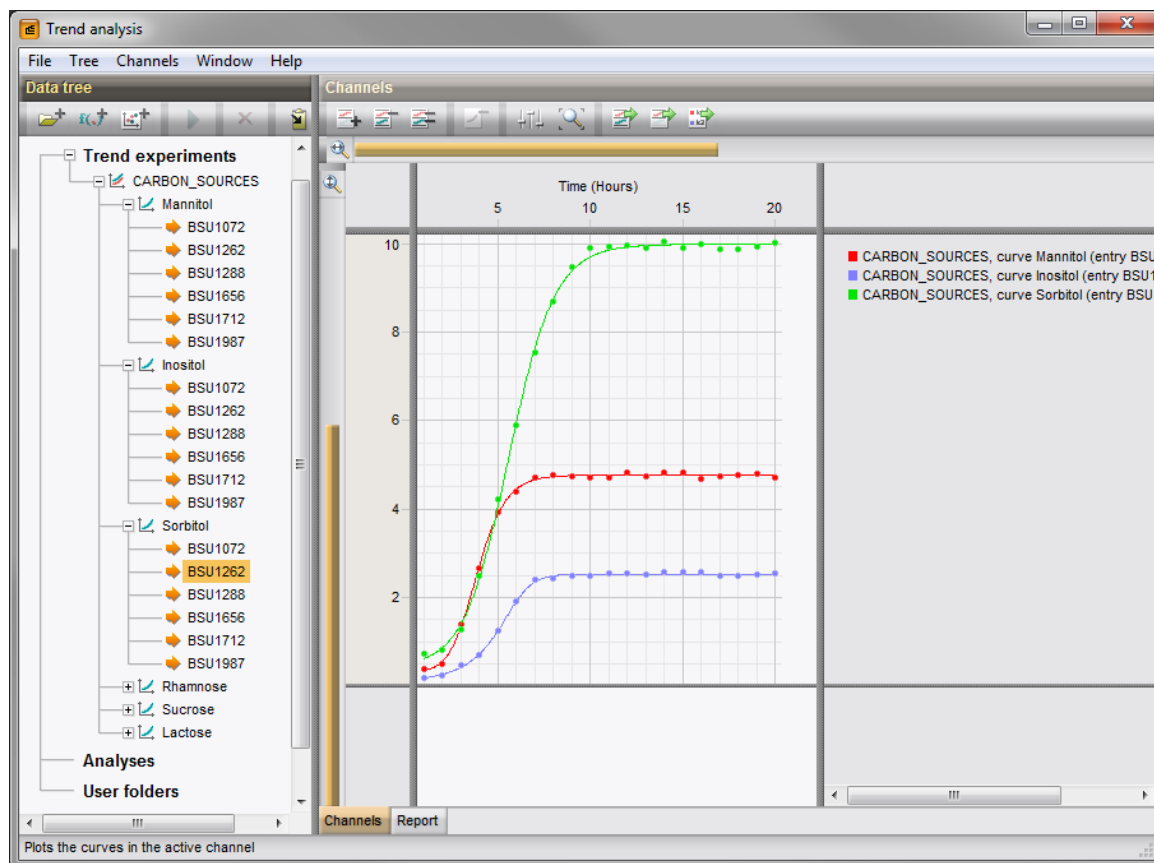 Trend analysis
File Tree Channels Window Help
Data tree
Channels
Trend experiments
CARBON_SOURCES
Mannitol
BSU1072
BSU1262
BSU1288
BSU1656
BSU1712
BSU1987
Inositol
BSU1072
BSU1262
BSU1288
BSU1656
BSU1712
BSU1987
Sorbitol
BSU1072
BSU1262
BSU1288
BSU1656
BSU1712
BSU1987
Rhamnose
Sucrose
Lactose
Analyses
User folders
Time (Hours)
5 10 15 20
10
8
6
4
2
CARBON_SOURCES, curve Mannitol (entry BSU
CARBON_SOURCES, curve Inositol (entry BSU1
CARBON_SOURCES, curve Sorbitol (entry BSU
Channels Report
Plots the curves in the active channel